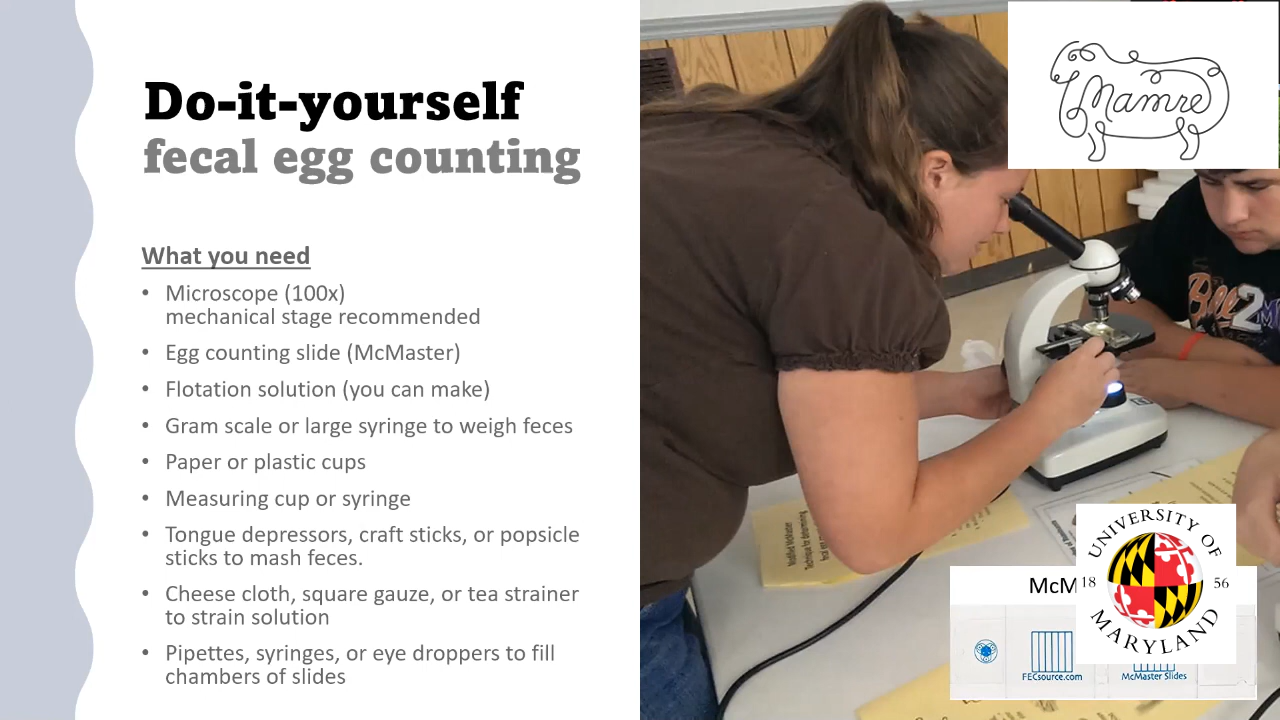 Do-it-yourself
fecal egg counting
What you need
• Microscope (100x)
mechanical stage recommended
• Egg counting slide (McMaster)
• Flotation solution (you can make)
• Gram scale or large syringe to weigh feces
• Paper or plastic cups
• Measuring cup or syringe
• Tongue depressors, craft sticks, or popsicle
sticks to mash feces.
• Cheese cloth, square gauze, or tea strainer
to strain solution
• Pipettes, syringes, or eye droppers to fill
chambers of slides
Mamre
2
UNIVERSITY OF
18 56
MARYLAND
McM
FECsource.com
McMaster Slides